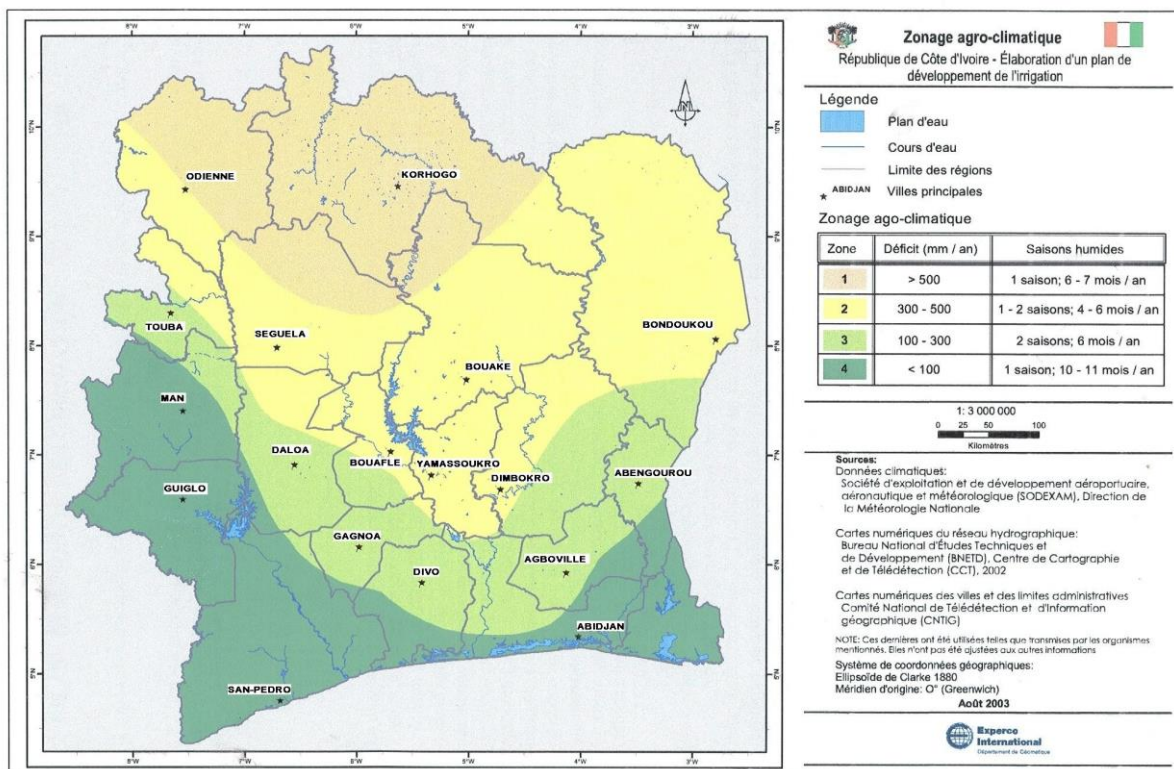 Zonage agro-climatique
République de Côte d'Ivoire - Élaboration d'un plan de
développement de l'irrigation
Légende
Plan d'eau
Cours d'eau
Limite des régions
ABIDJAN Villes principales
Zonage ago-climatique
Zone Déficit (mm / an) Saisons humides
1 > 500 1 saison; 6 - 7 mois / an
2 300 - 500 1 - 2 saisons; 4 - 6 mois / an
3 100 - 300 2 saisons; 6 mois / an
4 < 100 1 saison; 10 - 11 mois / an
1: 3 000 000
0 25 50 100
Kilomètres
Sources:
Données climatiques:
Société d'exploitation et de développement aéroportuaire,
aéronautique et météorologique (SODEXAM), Direction de
la Météorologie Nationale
Cartes numériques du réseau hydrographique:
Bureau National d'Études Techniques et
de Développement (BNETD), Centre de Cartographie
et de Télédétection (CCT), 2002
Cartes numériques des villes et des limites administratives
Comité National de Télédétection et d'Information
géographique (CNTIG)
NOTE: Ces dernières ont été utilisées telles que transmises par les organismes
mentionnés. Elles n'ont pas été ajustées aux autres informations
Système de coordonnées géographiques:
Ellipsoïde de Clarke 1880
Méridien d'origine: O° (Greenwich)
Août 2003
Experco
International
Département de Géomatique
ODIENNE
KORHOGO
TOUBA
SEGUELA
BONDOUKOU
BOUAKE
MAN
DALOA
BOUAFLE
YAMASSOUKRO
DIMBOKRO
ABENGOUROU
GUIGLO
GAGNOA
DIVO
AGBOVILLE
ABIDJAN
SAN-PEDRO
8°W
7°W
6°W
5°W
4°W
3°W
10°N
9°N
8°N
7°N
6°N
5°N